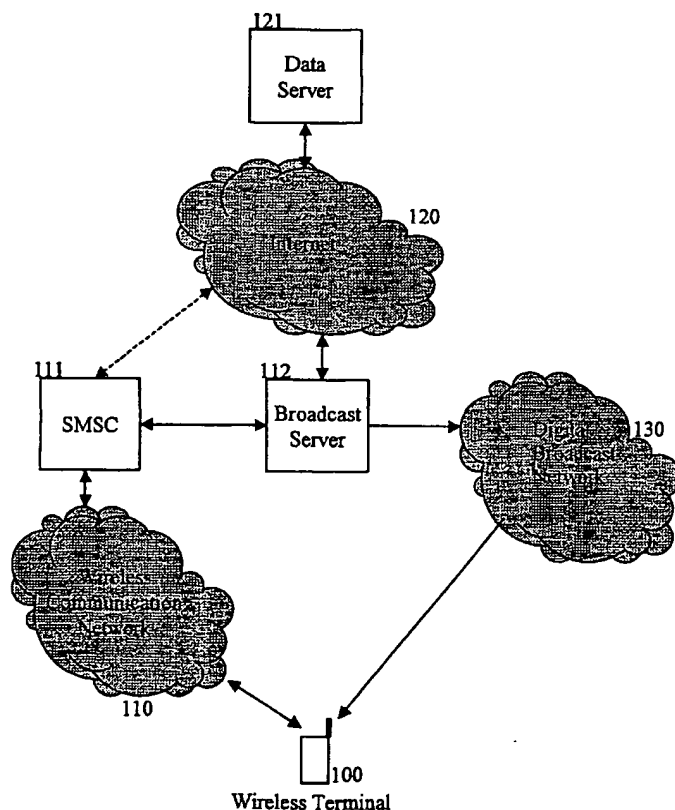 121
Data
Server
120
Internet
111
112
SMSC
Broadcast
Server
130
Digital
Broadcast
Network
Wireless
Communications
Network
110
100
Wireless Terminal